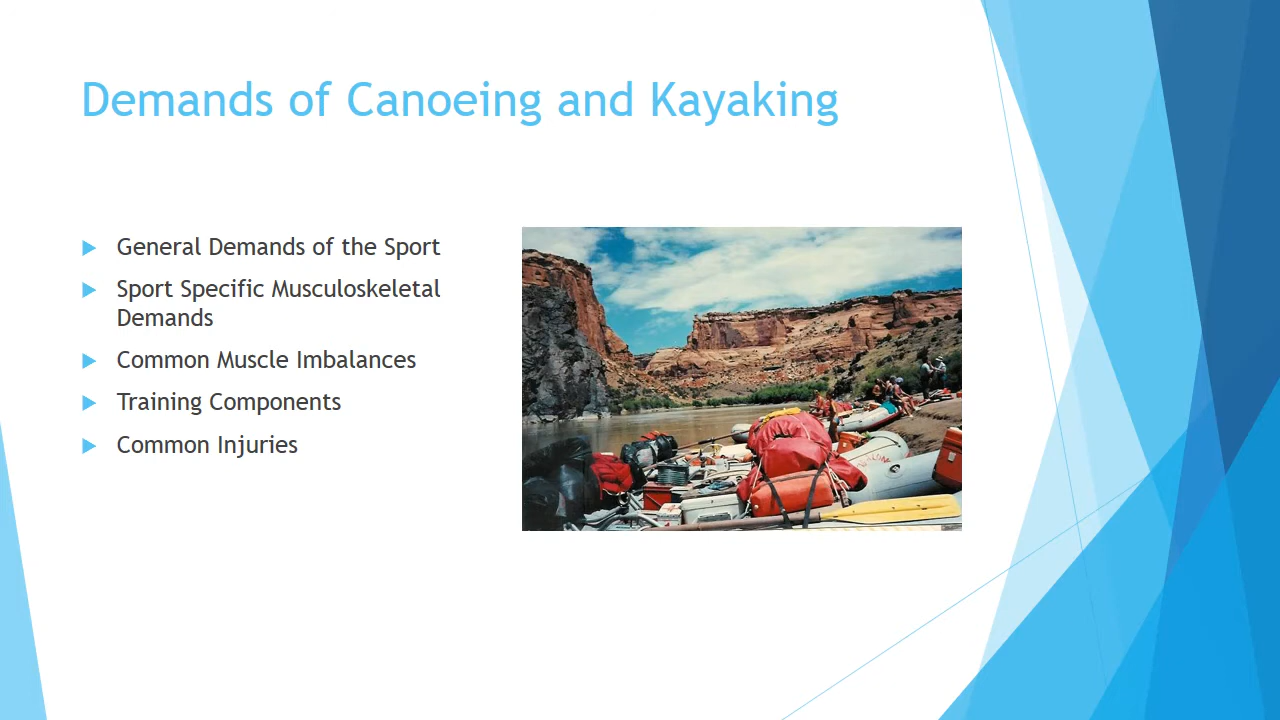 Demands of Canoeing and Kayaking
General Demands of the Sport
Sport Specific Musculoskeletal
Demands
Common Muscle Imbalances
Training Components
Common Injuries